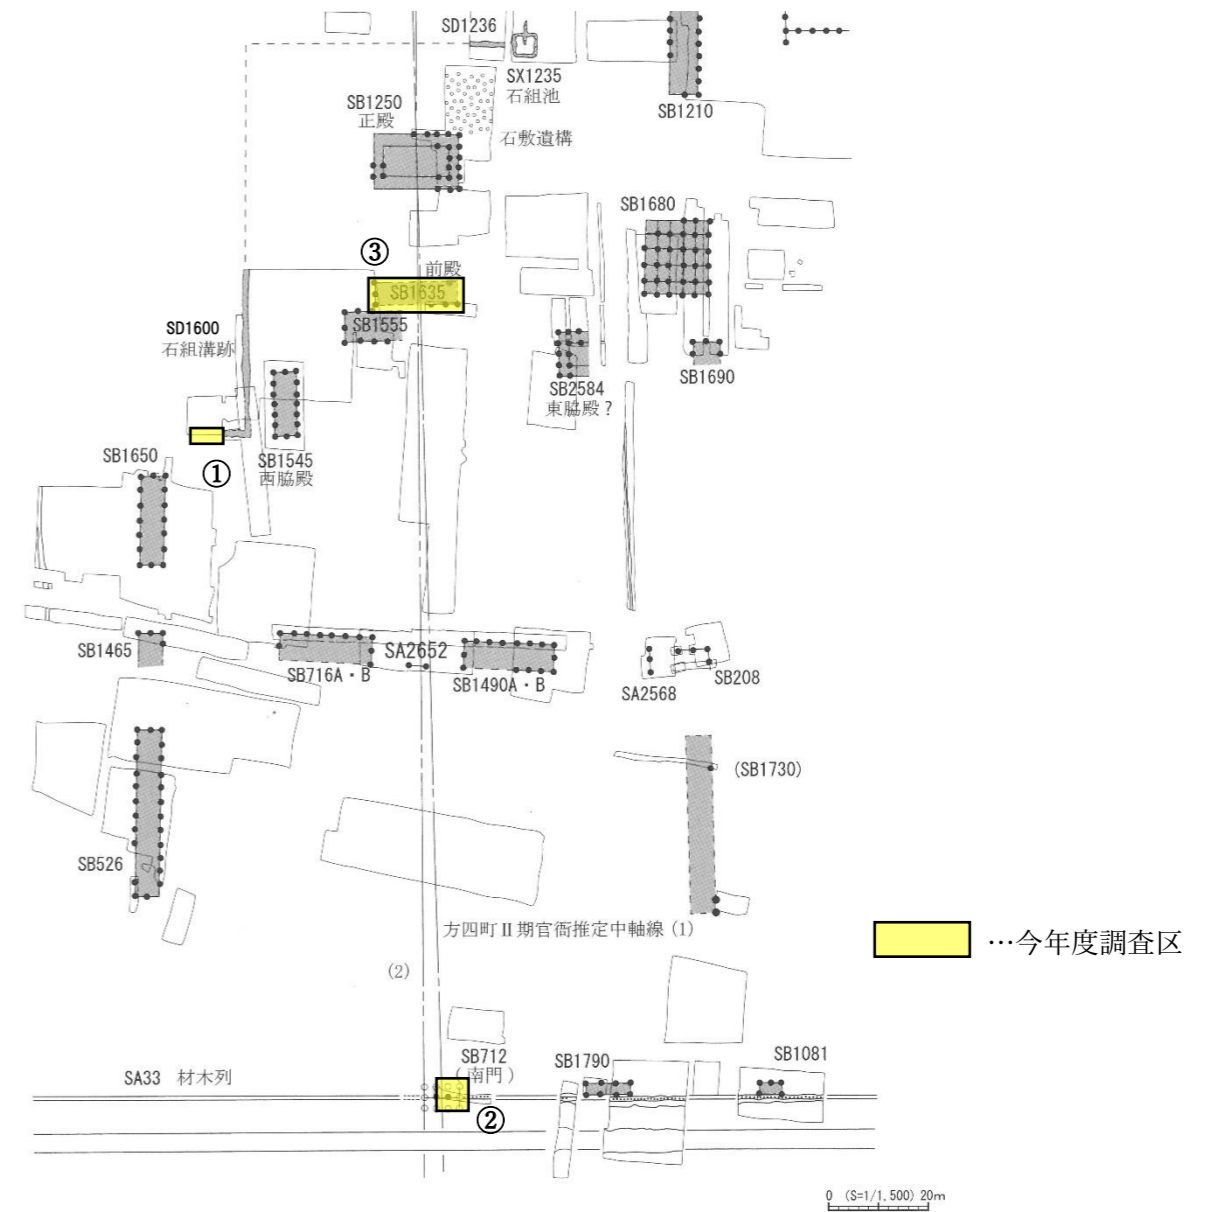 SD1236
SX1235
石組池
SB1210
SB1250
正殿
石敷遺構
SB1680
③
前殿
SB1635
SB1555
SD1600
石組溝跡
SB1690
SB2584
東脇殿?
SB1650
①
SB1545
西脇殿
SB1465
SA2652
SB716A・B
SB1490A・B
SB208
SA2568
(SB1730)
SB526
方四町Ⅱ期官衙推定中軸線(1)
…今年度調査区
(2)
SB712
(南門)
SB1790
SB1081
SA33 材木列
②
0 (S=1/1,500) 20m